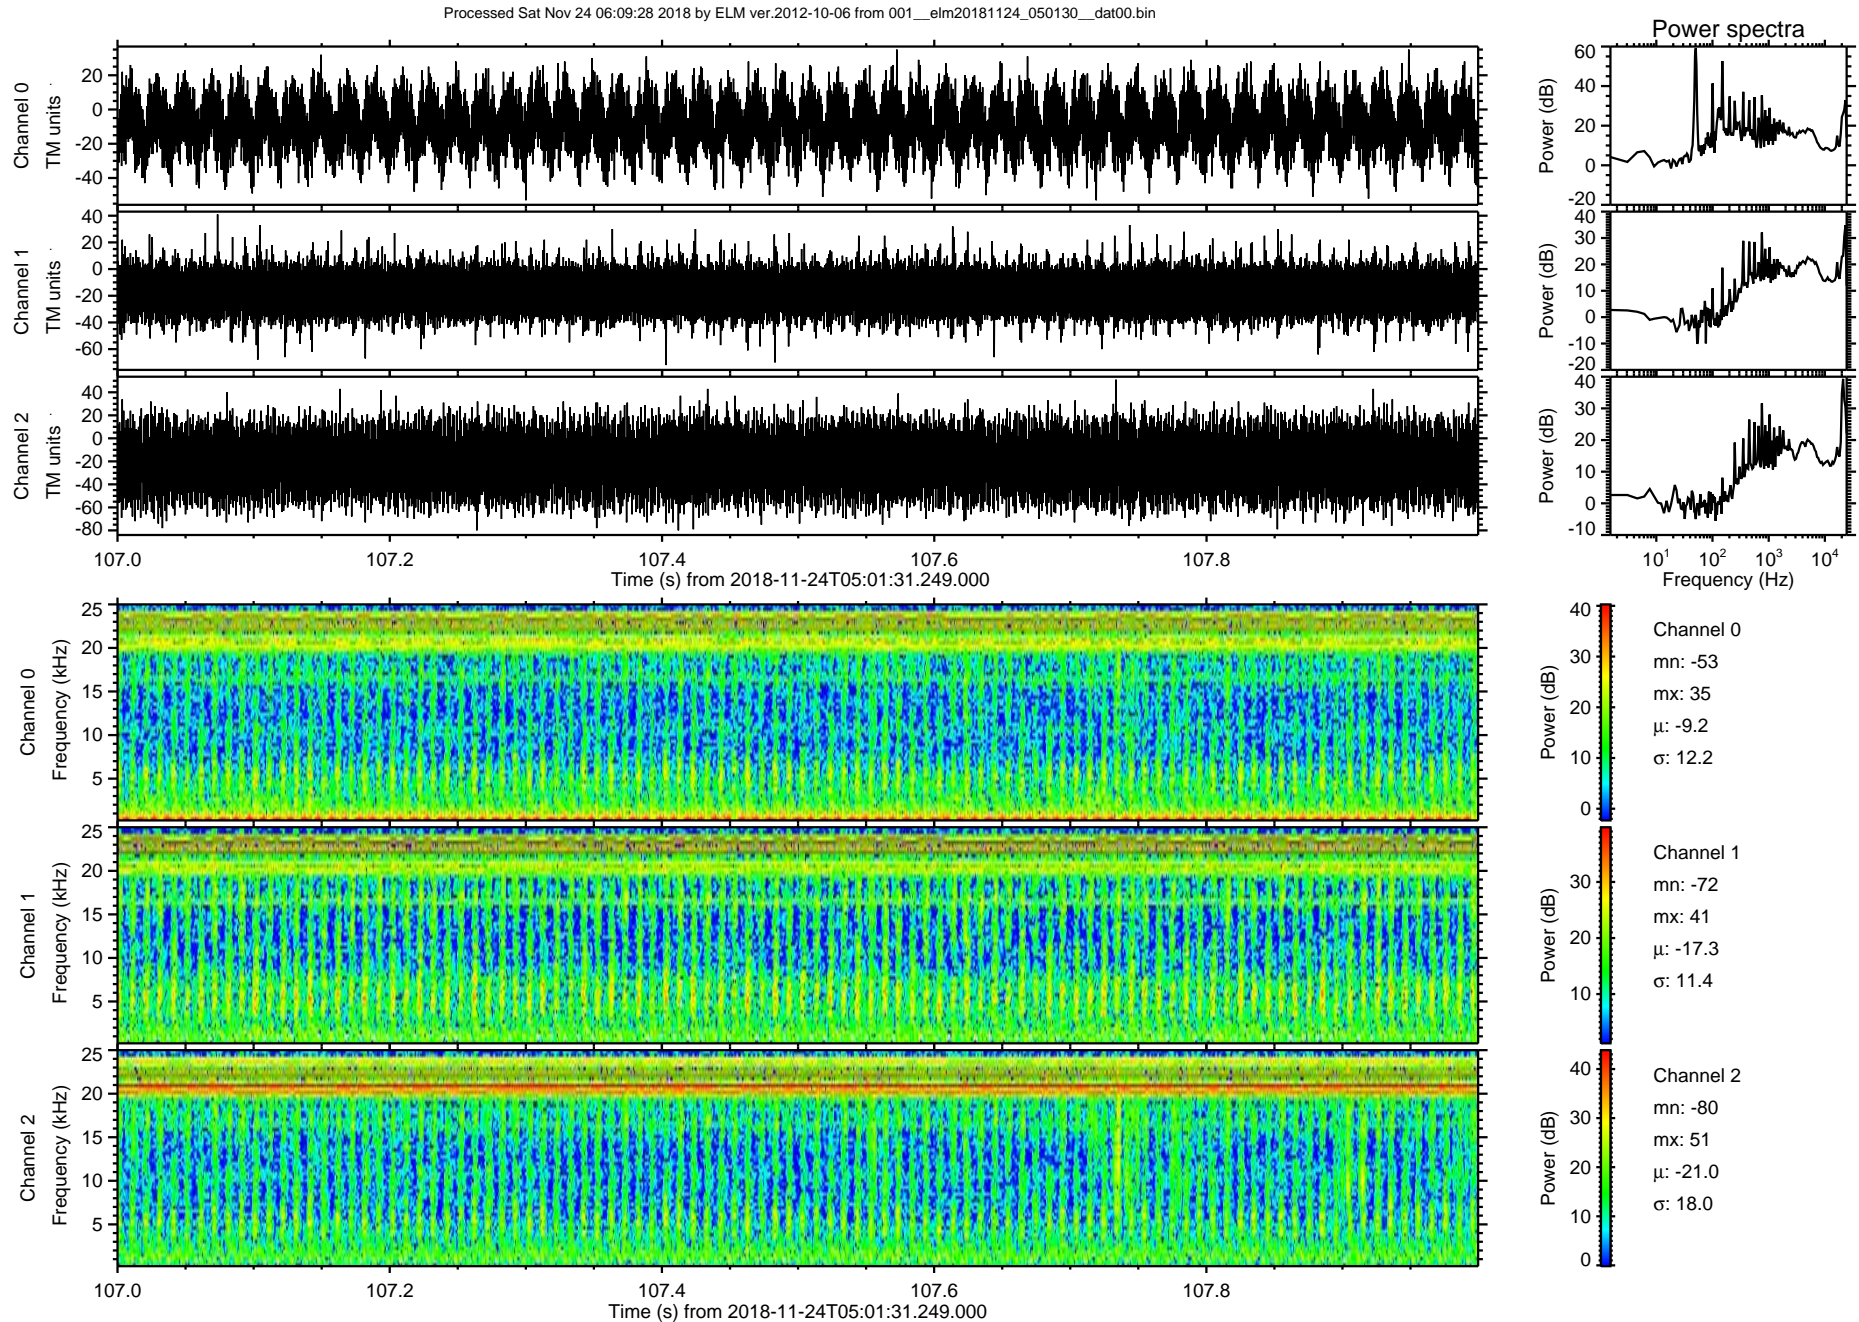 Processed Sat Nov 24 06:09:28 2018 by ELM ver.2012-10-06 from 001__elm20181124_050130__dat00.bin
Power spectra
Channel 0
TM units
20
0
-20
-40
Power (dB)
60
40
20
0
-20
Channel 1
TM units
40
20
0
-20
-40
-60
Power (dB)
40
30
20
10
0
-10
-20
Channel 2
TM units
40
20
0
-20
-40
-60
-80
Power (dB)
40
30
20
10
0
-10
107.0 107.2 107.4 107.6 107.8
Time (s) from 2018-11-24T05:01:31.249.000
10^1 10^2 10^3 10^4
Frequency (Hz)
Channel 0
Frequency (kHz)
25
20
15
10
5
Power (dB)
40
30
20
10
0
Channel 0
mn: -53
mx: 35
μ: -9.2
σ: 12.2
Channel 1
Frequency (kHz)
25
20
15
10
5
Power (dB)
30
20
10
Channel 1
mn: -72
mx: 41
μ: -17.3
σ: 11.4
Channel 2
Frequency (kHz)
25
20
15
10
5
Power (dB)
40
30
20
10
0
Channel 2
mn: -80
mx: 51
μ: -21.0
σ: 18.0
107.0 107.2 107.4 107.6 107.8
Time (s) from 2018-11-24T05:01:31.249.000